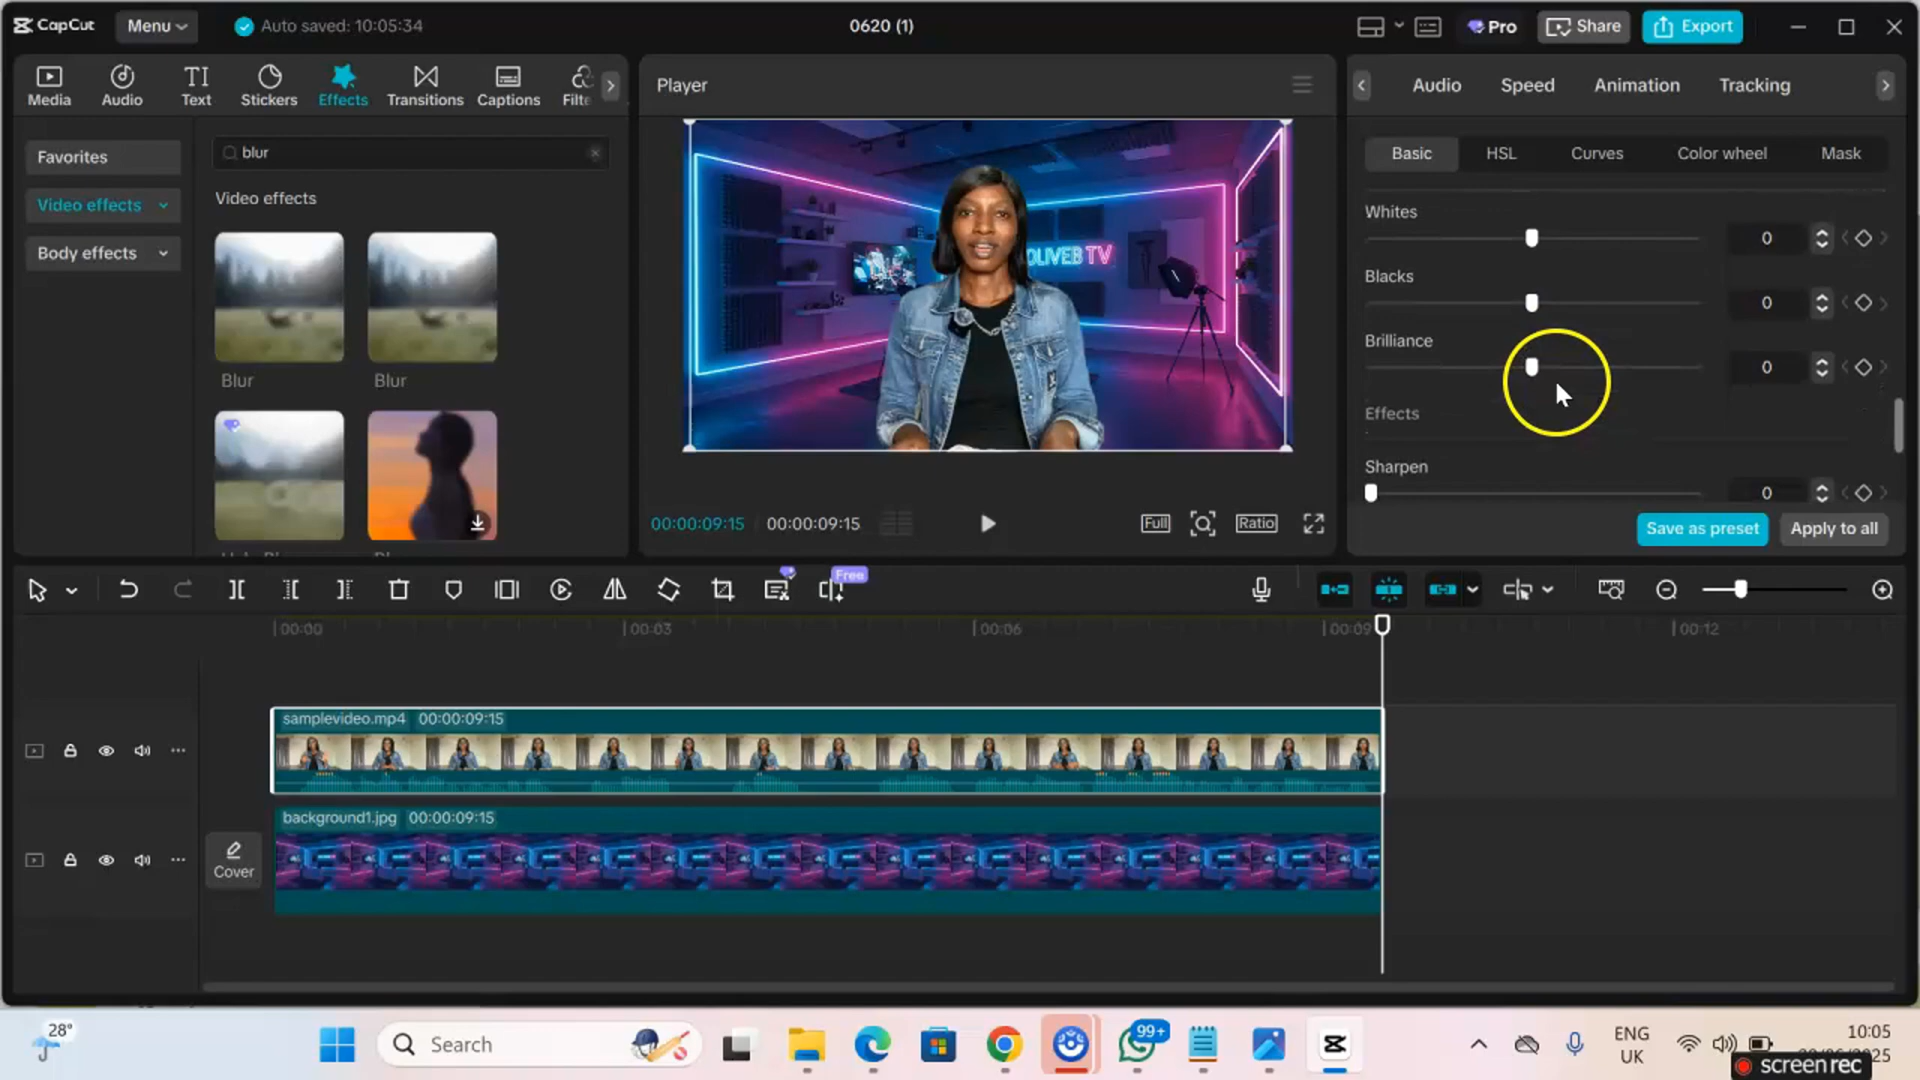 CapCut
Menu
Auto saved: 10:05:34
0620 (1)
Pro
Share
Export
Media
Audio
Text
Stickers
Effects
Transitions
Captions
Filte
Player
Audio
Speed
Animation
Tracking
Favorites
Video effects
Body effects
blur
Video effects
Blur
Blur
OLIVEB TV
Basic
HSL
Curves
Color wheel
Mask
Whites
0
Blacks
0
Brilliance
0
Effects
Sharpen
0
Save as preset
Apply to all
00:00:09:15
00:00:09:15
Full
Ratio
Free
00:00
00:03
00:06
00:09
00:12
samplevideo.mp4 00:00:09:15
background1.jpg 00:00:09:15
Cover
28°
Search
99+
ENG
UK
10:05
screenrec